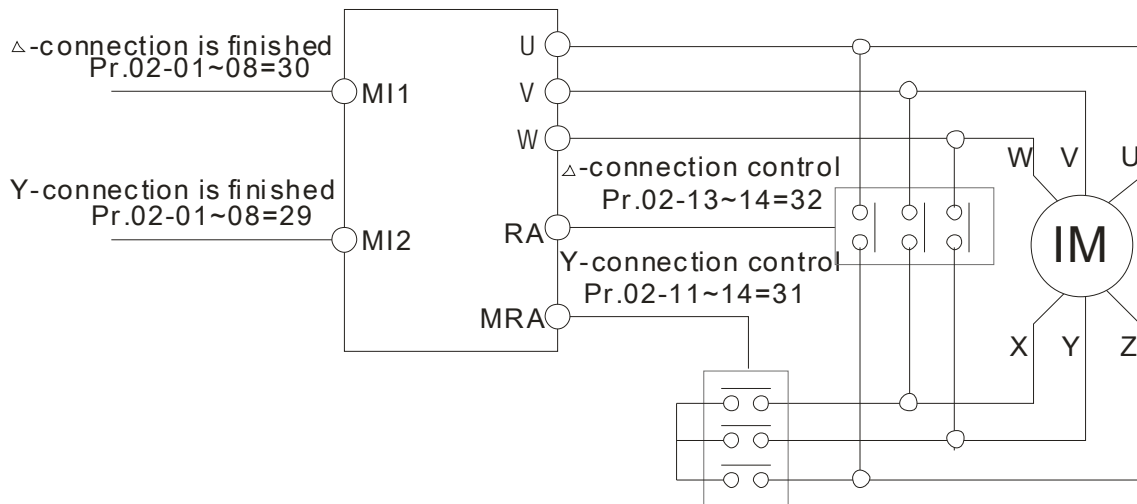 △-connection is finished
Pr.02-01~08=30
MI1
Y-connection is finished
Pr.02-01~08=29
MI2
U
V
W
RA
MRA
△-connection control
Pr.02-13~14=32
Y-connection control
Pr.02-11~14=31
W V U
IM
X Y Z